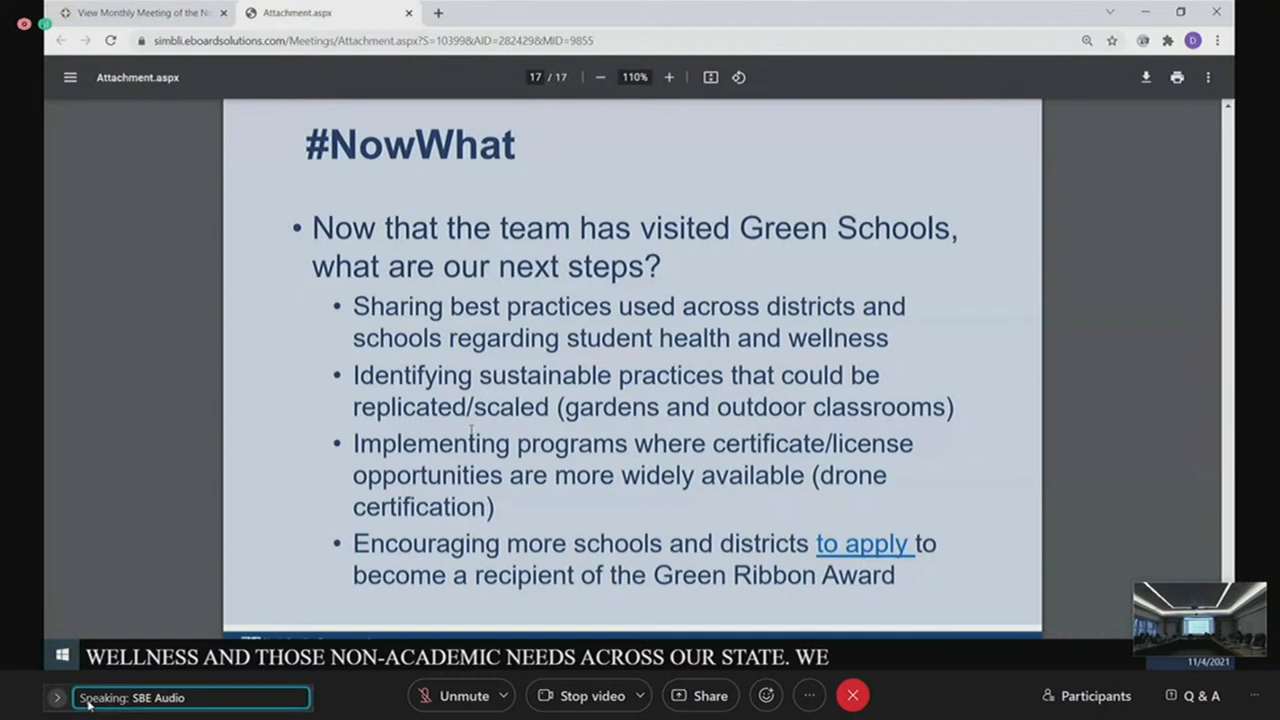 View Monthly Meeting of the N
Attachment.aspx
simbli.eboardsolutions.com/Meetings/Attachment.aspx?S=10399&AID=282429&MID=9855
D
Attachment.aspx
17 / 17
110%
#NowWhat
• Now that the team has visited Green Schools,
what are our next steps?
• Sharing best practices used across districts and
schools regarding student health and wellness
• Identifying sustainable practices that could be
replicated/scaled (gardens and outdoor classrooms)
• Implementing programs where certificate/license
opportunities are more widely available (drone
certification)
• Encouraging more schools and districts to apply to
become a recipient of the Green Ribbon Award
WELLNESS AND THOSE NON-ACADEMIC NEEDS ACROSS OUR STATE. WE
11/4/2021
Speaking: SBE Audio
Unmute
Stop video
Share
Participants
Q & A